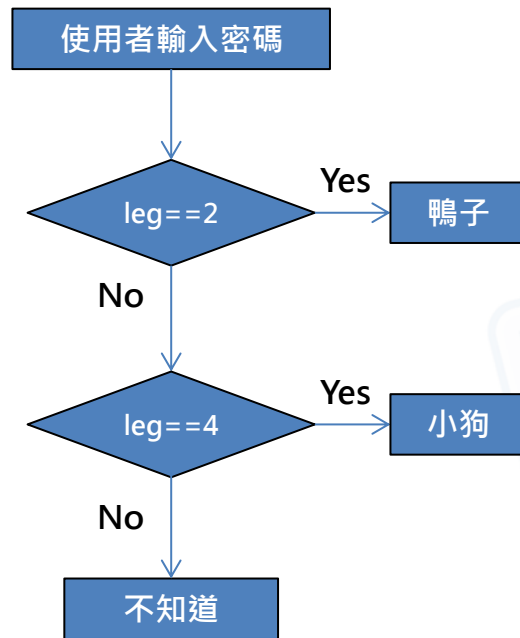 使用者輸入密碼
leg==2
Yes
鴨子
No
leg==4
Yes
小狗
No
不知道